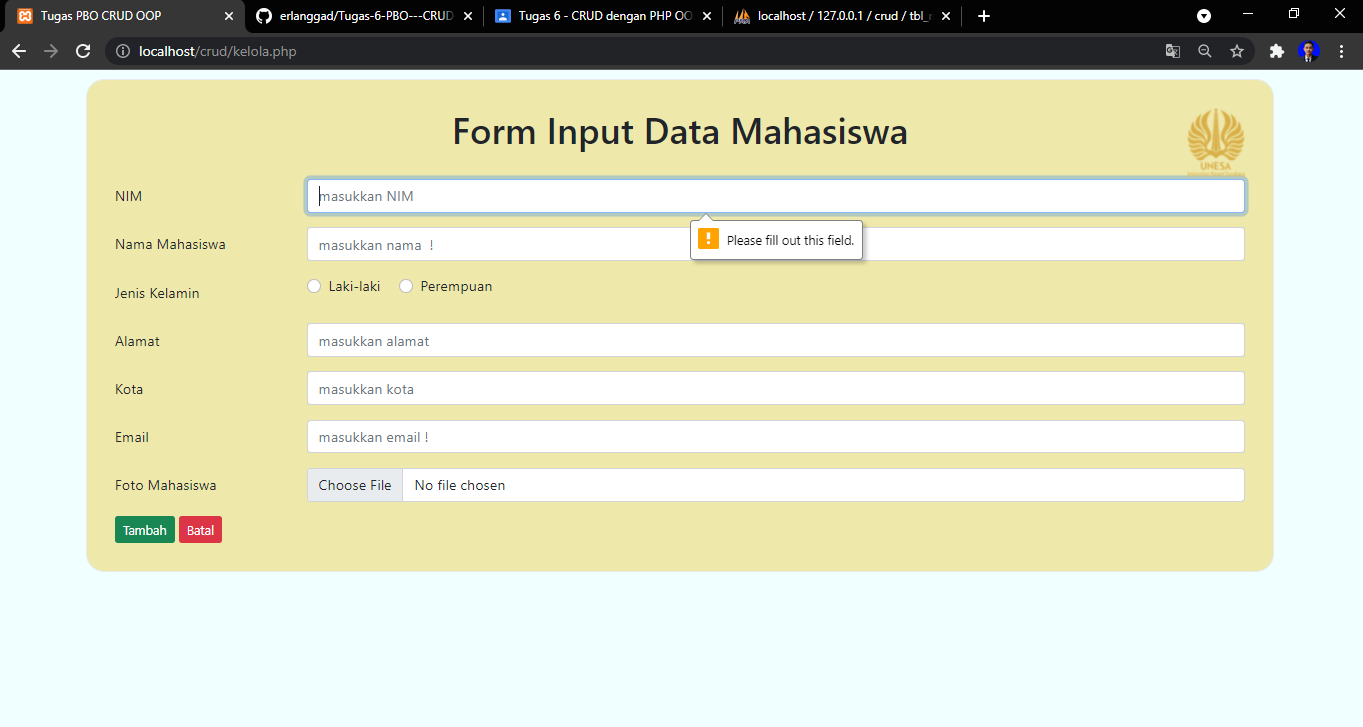 Tugas PBO CRUD OOP
erlanggad/Tugas-6-PBO---CRUD
Tugas 6 - CRUD dengan PHP OO
localhost / 127.0.0.1 / crud / tbl_
localhost/crud/kelola.php
Form Input Data Mahasiswa
UNESA
NIM
masukkan NIM
Please fill out this field.
Nama Mahasiswa
masukkan nama !
Jenis Kelamin
Laki-laki
Perempuan
Alamat
masukkan alamat
Kota
masukkan kota
Email
masukkan email !
Foto Mahasiswa
Choose File
No file chosen
Tambah
Batal